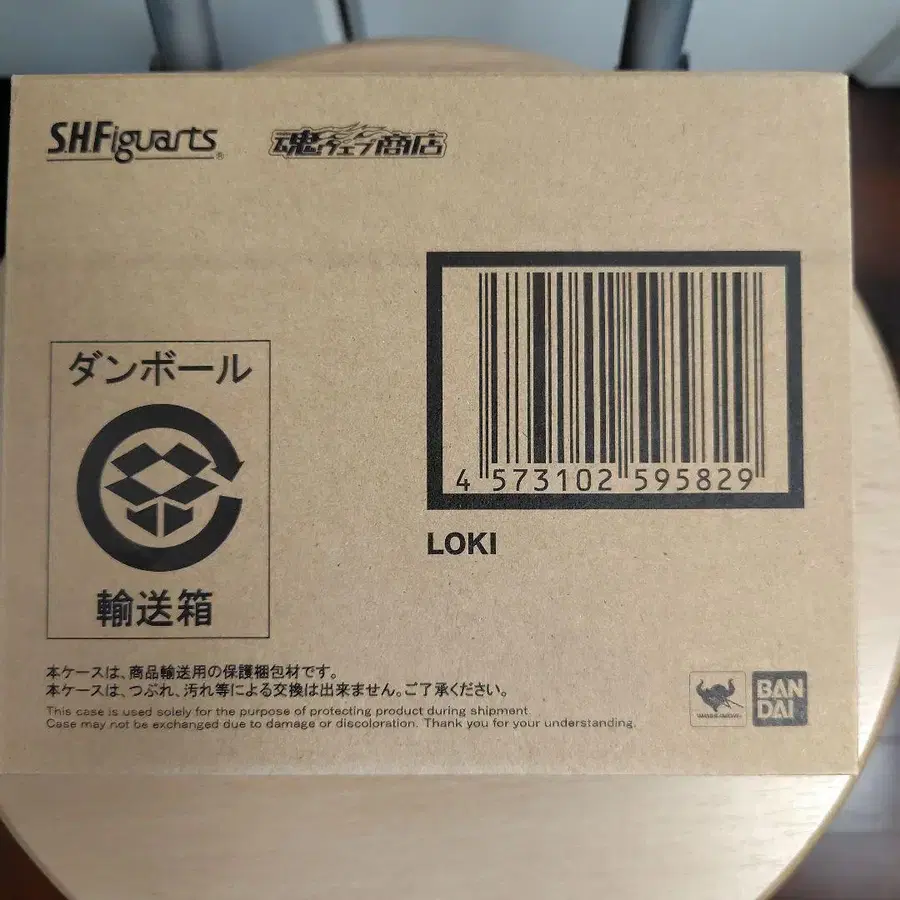 S.H.Figuarts®
魂ウェブ商店
4 573102 595829
LOKI
ダンボール
輸送箱
本ケースは、商品輸送用の保護梱包材です。
本ケースは、つぶれ、汚れ等による交換は出来ません。ご了承ください。
This case is used solely for the purpose of protecting product during shipment.
Case may not be exchanged due to damage or discoloration. Thank you for your understanding.
BAN
DAI